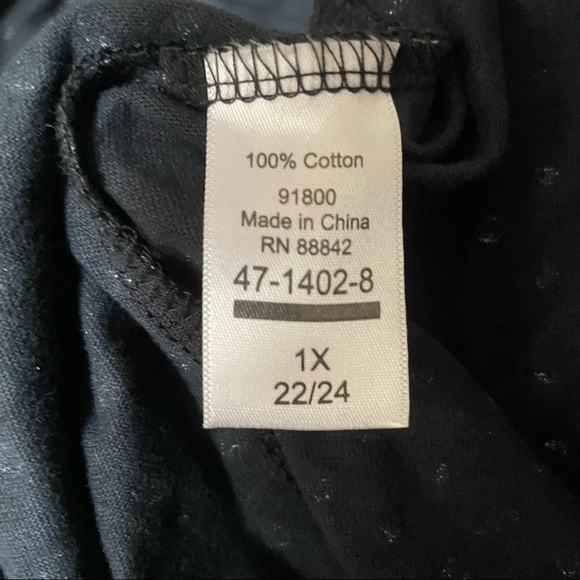 100% Cotton
91800
Made in China
RN 88842
47-1402-8
1X
22/24